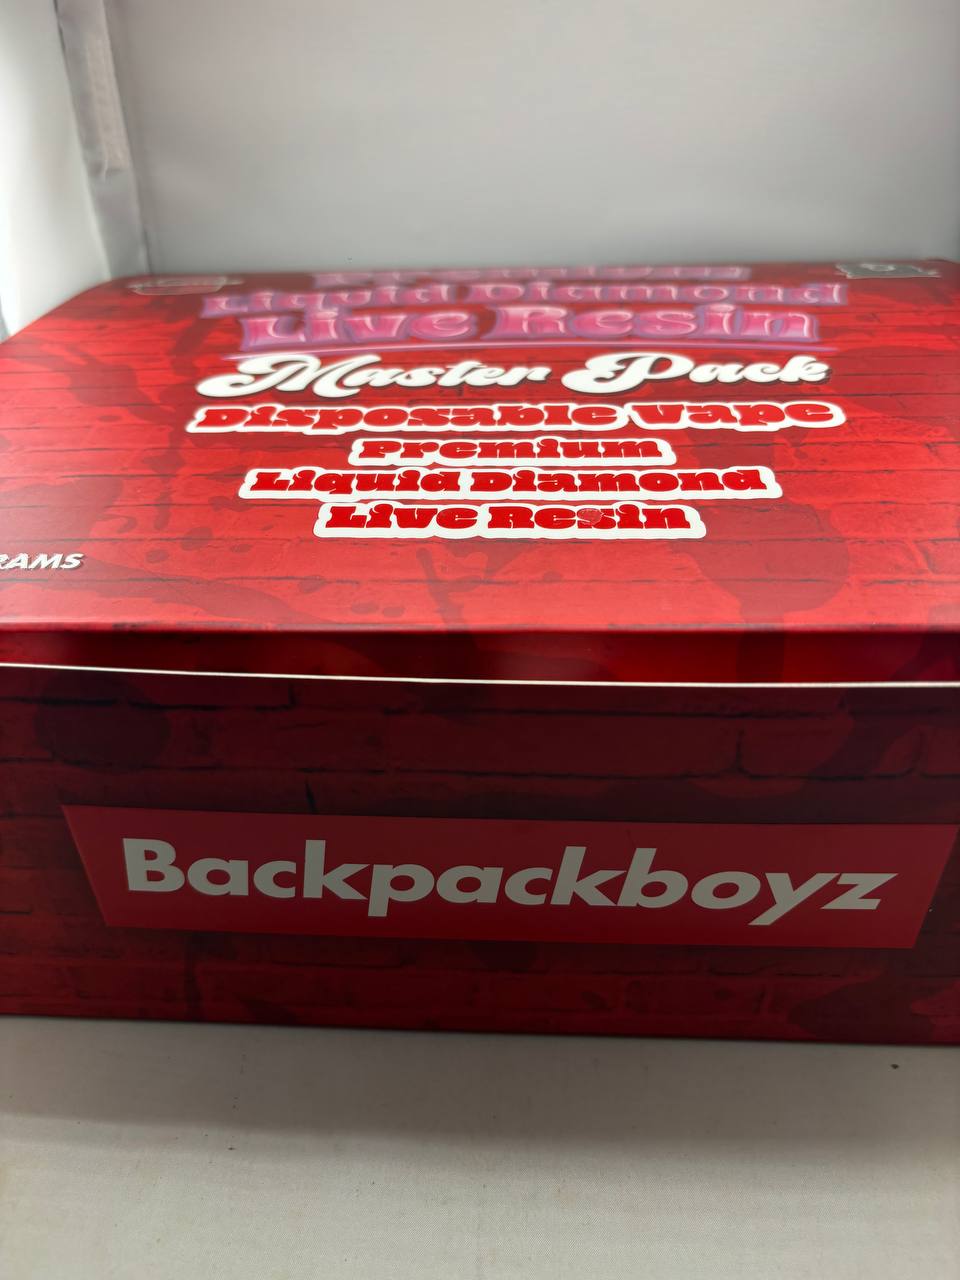 Premium
Liquid Diamond
Live Resin
Master Pack
Disposable Vape
Premium
Liquid Diamond
Live Resin
RAMS
Backpackboyz